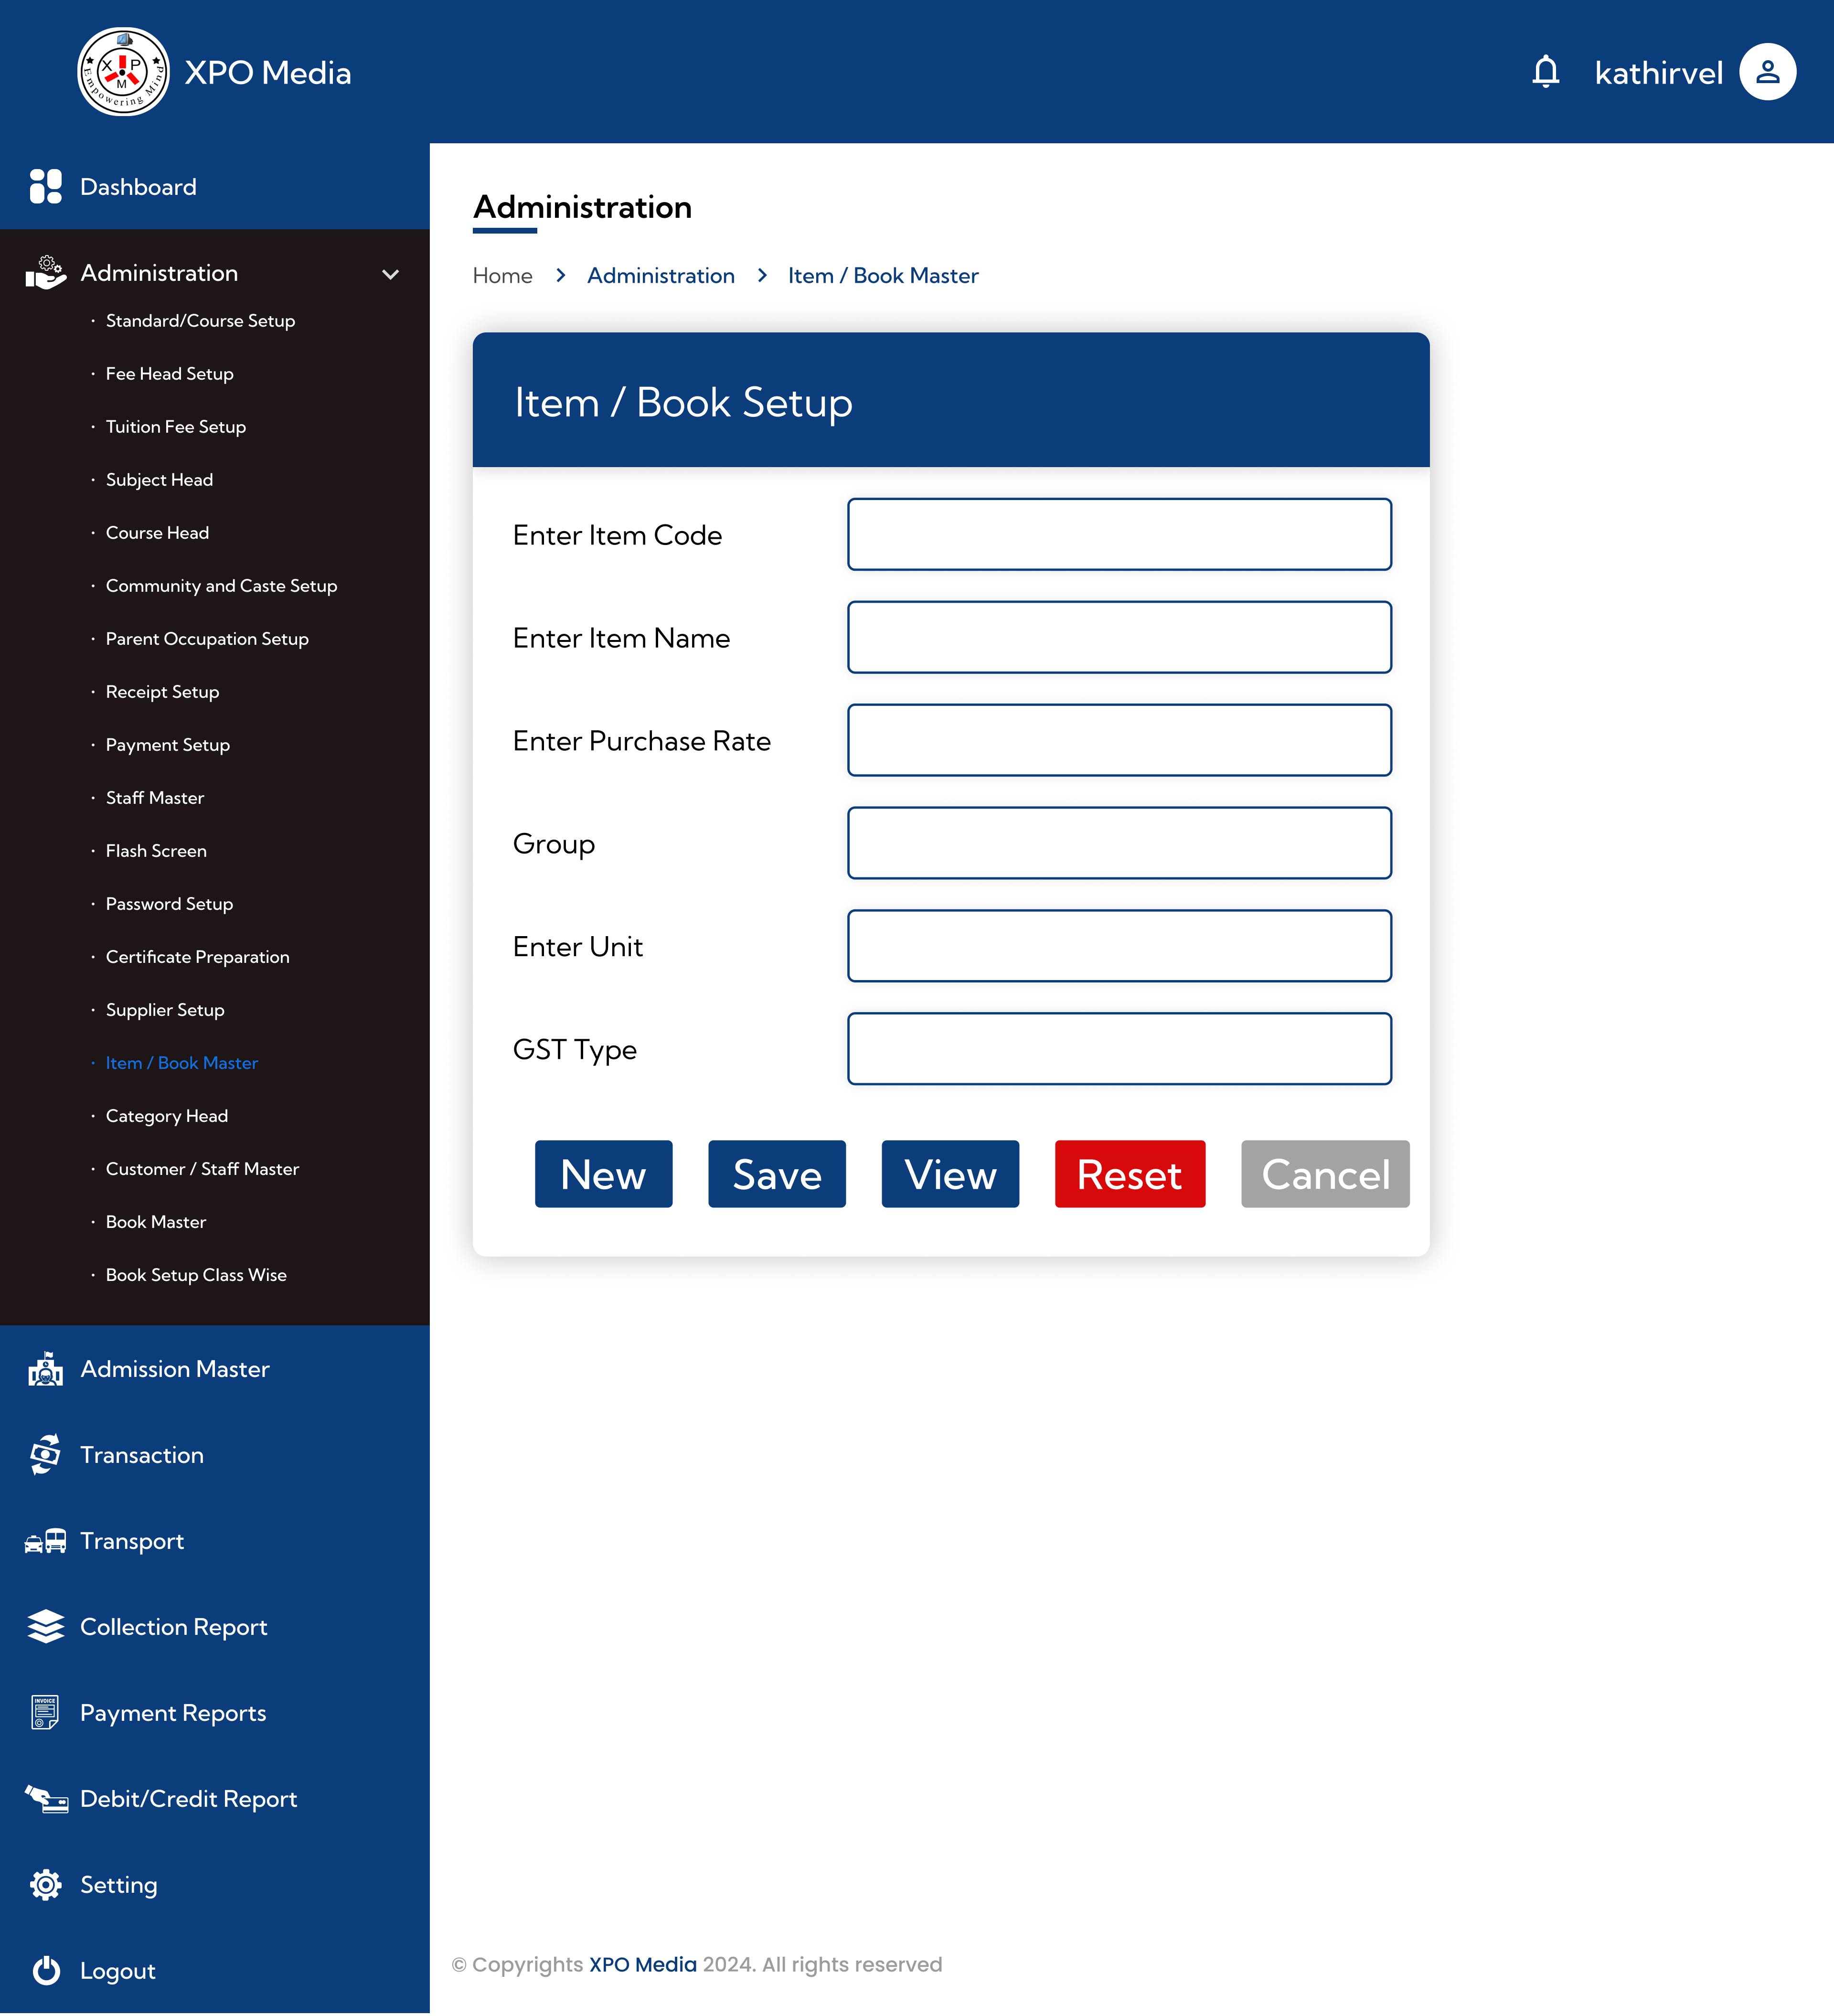 X P M
Empowering Mind
XPO Media
kathirvel
Dashboard
Administration
· Standard/Course Setup
· Fee Head Setup
· Tuition Fee Setup
· Subject Head
· Course Head
· Community and Caste Setup
· Parent Occupation Setup
· Receipt Setup
· Payment Setup
· Staff Master
· Flash Screen
· Password Setup
· Certificate Preparation
· Supplier Setup
· Item / Book Master
· Category Head
· Customer / Staff Master
· Book Master
· Book Setup Class Wise
Admission Master
Transaction
Transport
Collection Report
INVOICE
Payment Reports
Debit/Credit Report
Setting
Logout
Administration
Home > Administration > Item / Book Master
Item / Book Setup
Enter Item Code
Enter Item Name
Enter Purchase Rate
Group
Enter Unit
GST Type
New Save View Reset Cancel
© Copyrights XPO Media 2024. All rights reserved